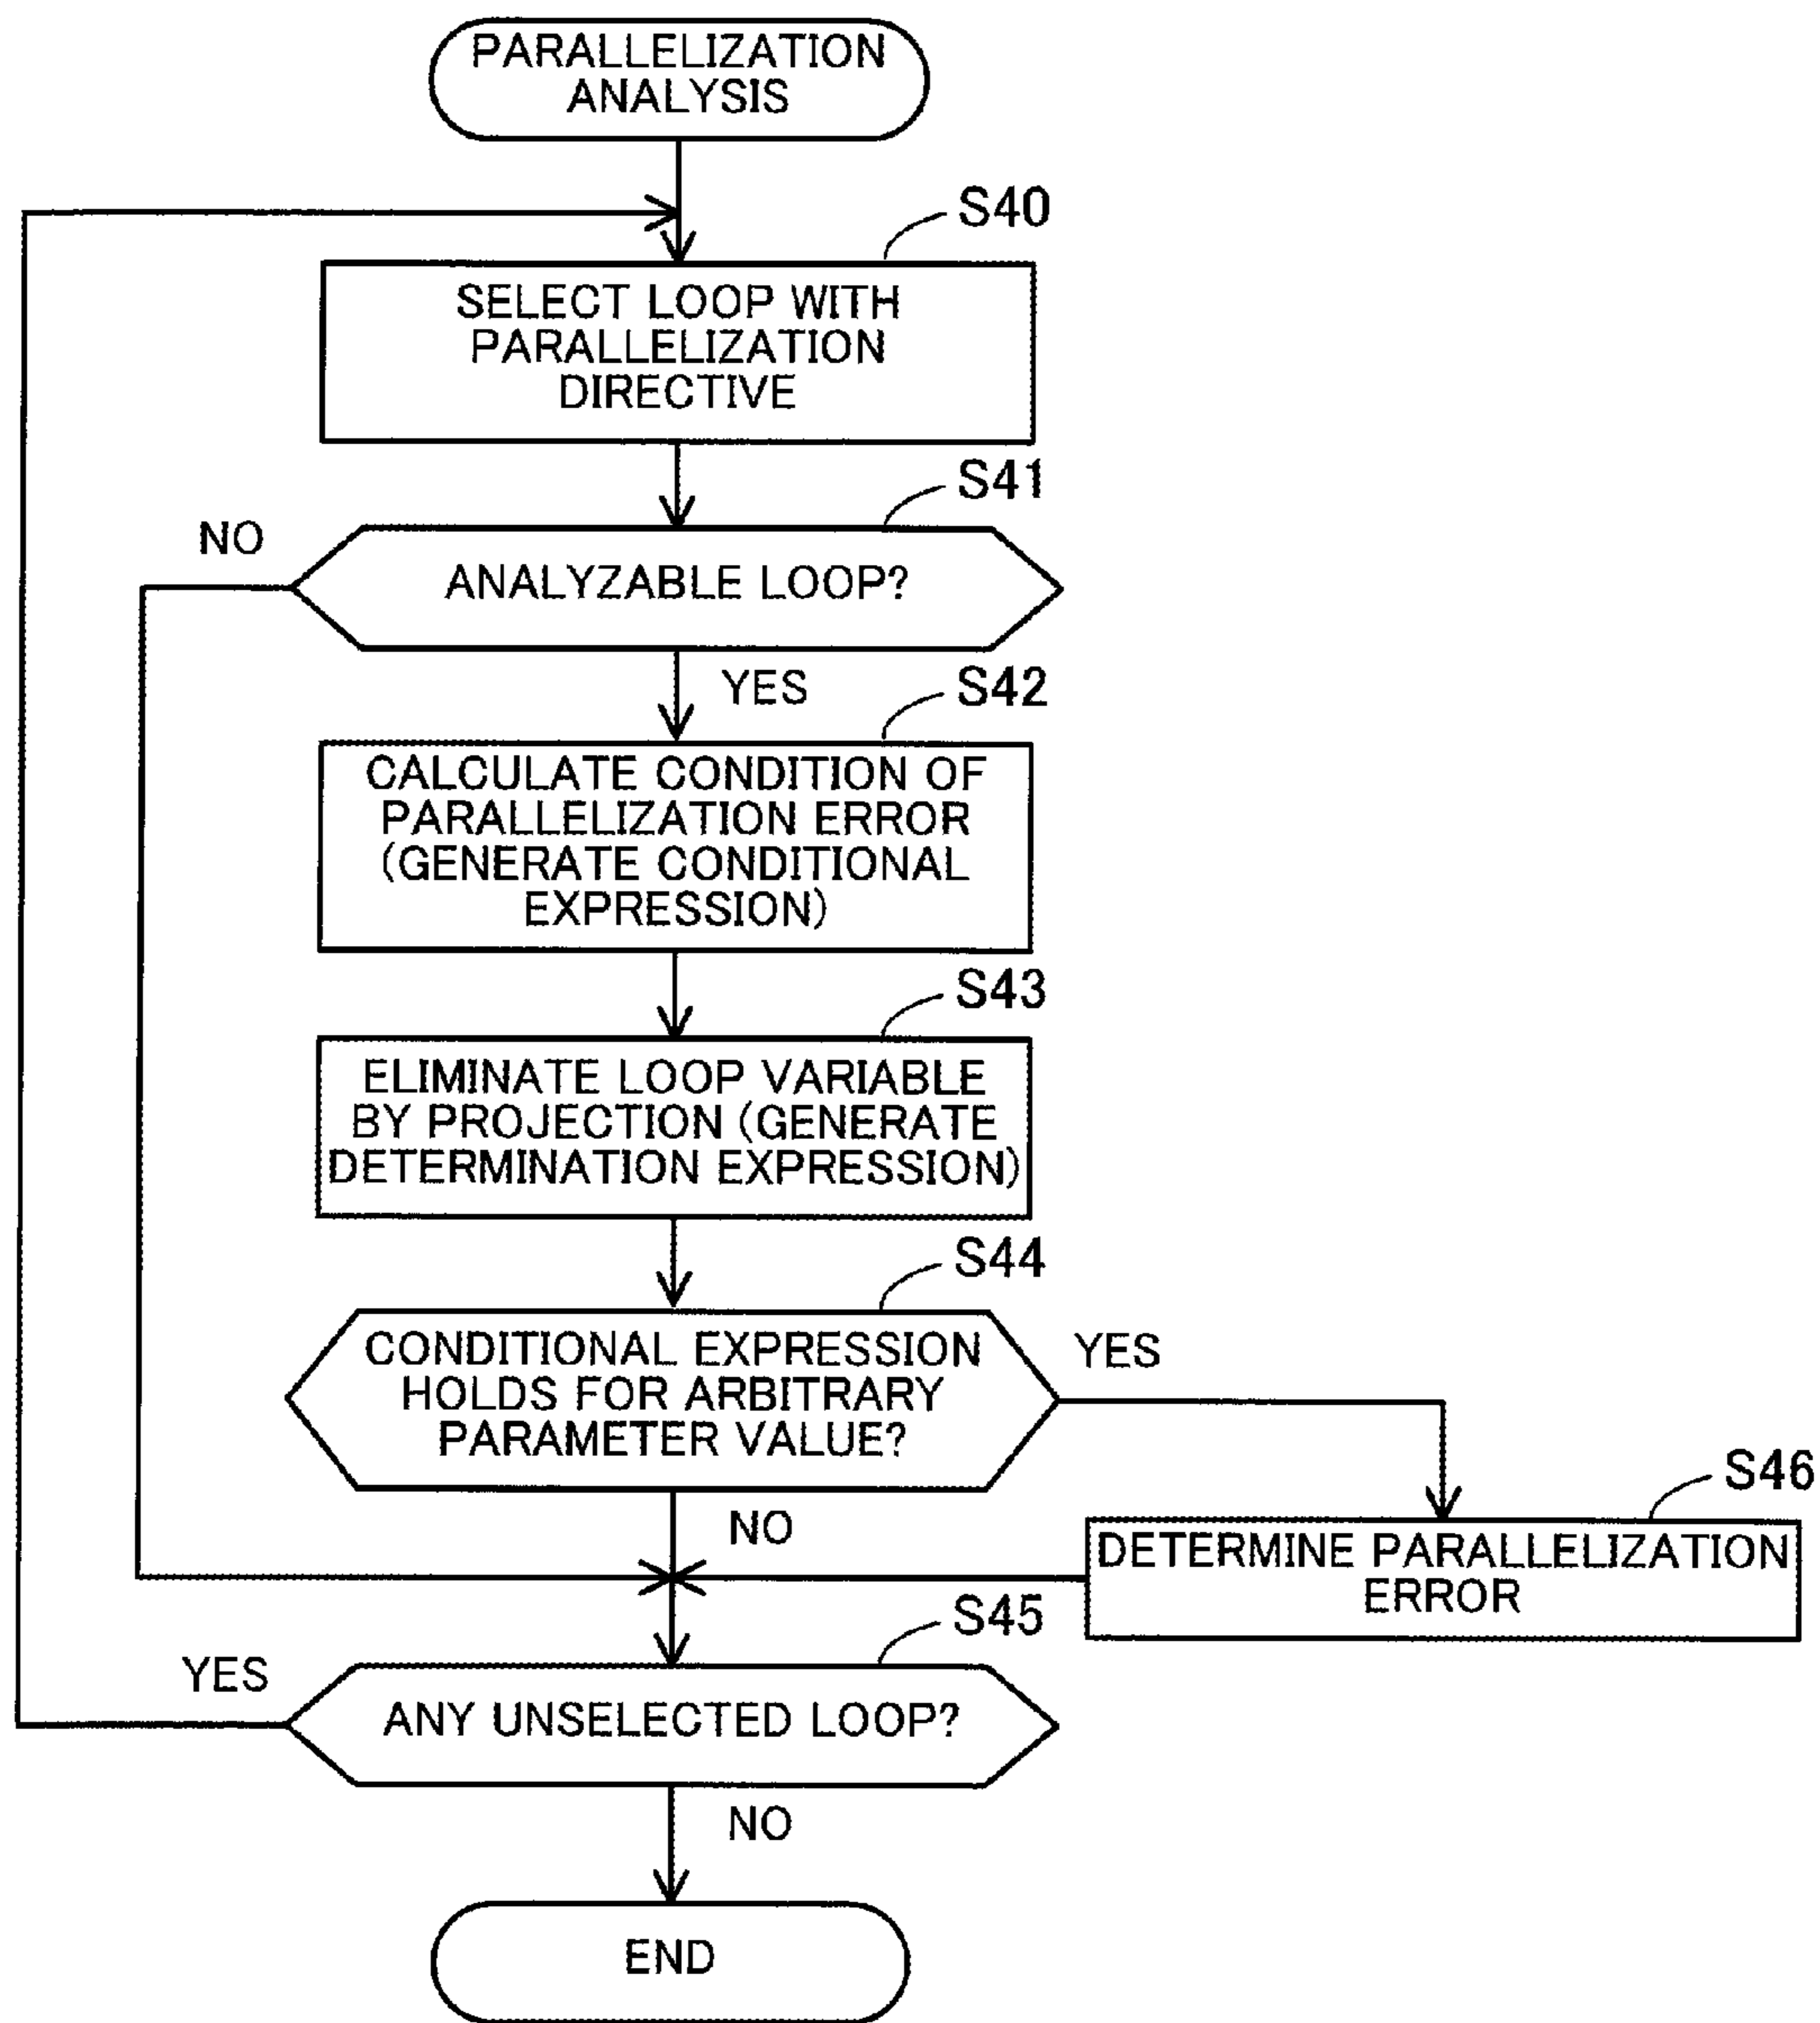 PARALLELIZATION
ANALYSIS
S40
SELECT LOOP WITH
PARALLELIZATION
DIRECTIVE
S41
NO
ANALYZABLE LOOP?
YES
S42
CALCULATE CONDITION OF
PARALLELIZATION ERROR
(GENERATE CONDITIONAL
EXPRESSION)
S43
ELIMINATE LOOP VARIABLE
BY PROJECTION (GENERATE
DETERMINATION EXPRESSION)
S44
CONDITIONAL EXPRESSION
HOLDS FOR ARBITRARY
PARAMETER VALUE?
YES
S46
NO
DETERMINE PARALLELIZATION
ERROR
S45
YES
ANY UNSELECTED LOOP?
NO
END